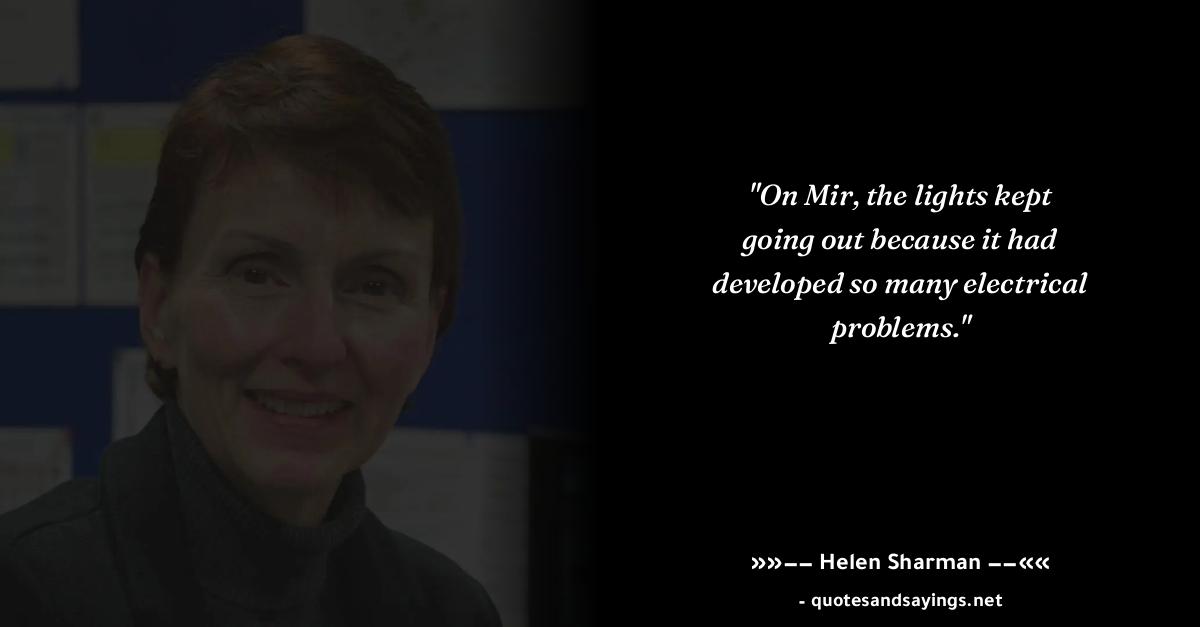 "On Mir, the lights kept
going out because it had
developed so many electrical
problems."
»»−− Helen Sharman −−««
- quotesandsayings.net